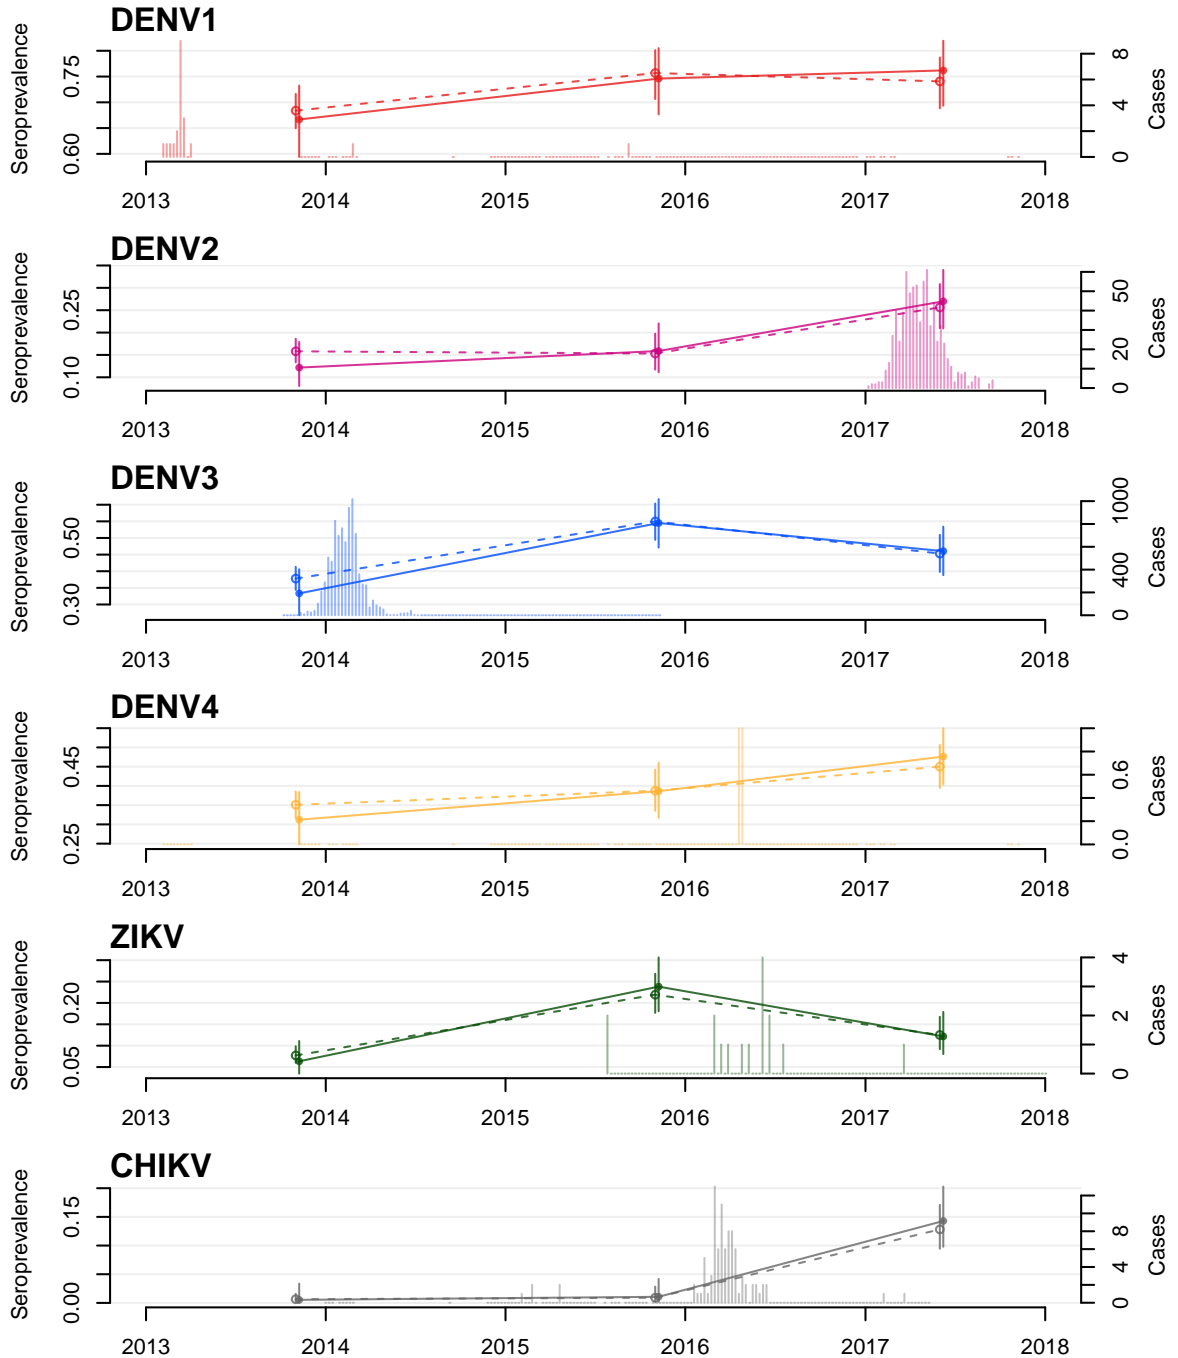 DENV1
Seroprevalence
0.60 0.75
0 4 8
Cases
2013 2014 2015 2016 2017 2018
DENV2
Seroprevalence
0.10 0.25
0 20 50
Cases
2013 2014 2015 2016 2017 2018
DENV3
Seroprevalence
0.30 0.50
0 400 1000
Cases
2013 2014 2015 2016 2017 2018
DENV4
Seroprevalence
0.25 0.45
0.0 0.6
Cases
2013 2014 2015 2016 2017 2018
ZIKV
Seroprevalence
0.05 0.20
0 2 4
Cases
2013 2014 2015 2016 2017 2018
CHIKV
Seroprevalence
0.00 0.15
0 4 8
Cases
2013 2014 2015 2016 2017 2018